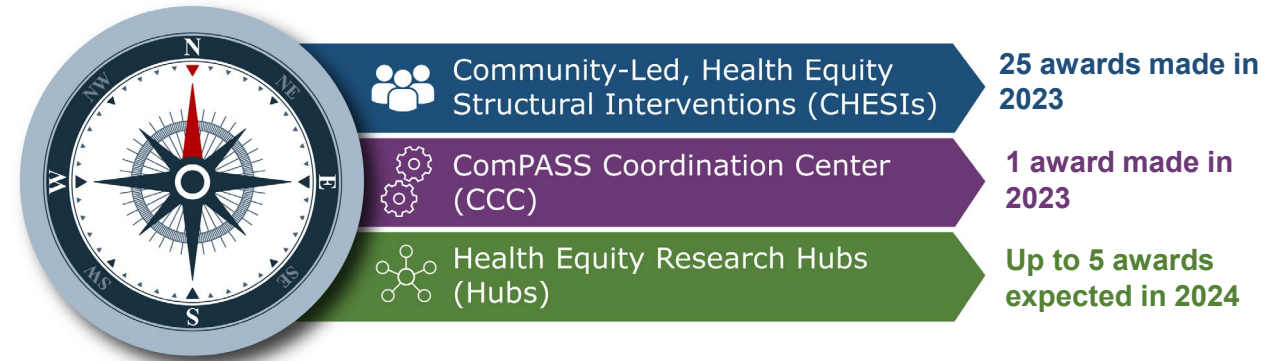 N
NE
E
SE
S
SW
W
NW
Community-Led, Health Equity
Structural Interventions (CHESIs)
25 awards made in
2023
ComPASS Coordination Center
(CCC)
1 award made in
2023
Health Equity Research Hubs
(Hubs)
Up to 5 awards
expected in 2024